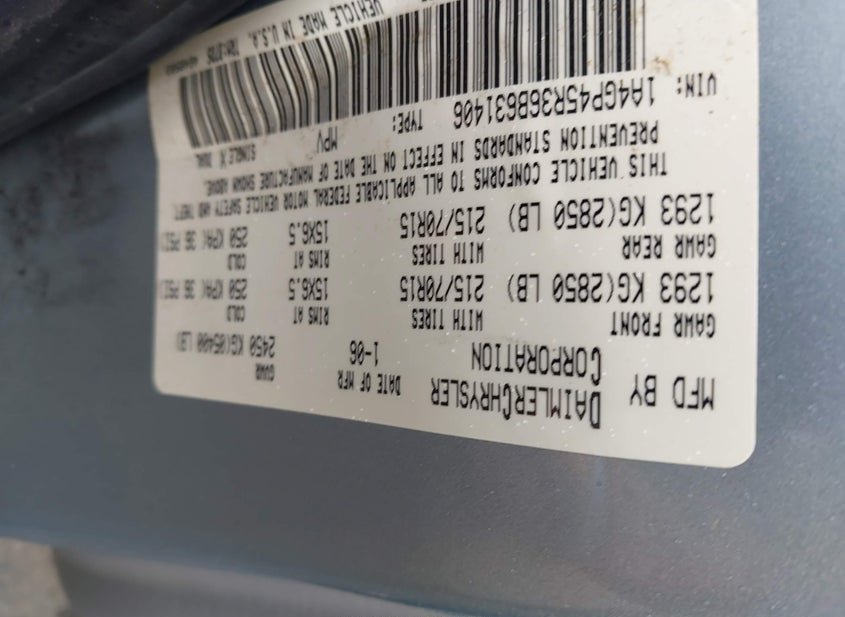 MFD BY DAIMLERCHRYSLER CORPORATION
DATE OF MFR 1-06
GVWR 2450 KG(05400 LB)
GAWR FRONT WITH TIRES RIMS AT COLD
1293 KG(2850 LB) 215/70R15 15X6.5 250 KPA( 36 PSI)
GAWR REAR WITH TIRES RIMS AT COLD
1293 KG(2850 LB) 215/70R15 15X6.5 250 KPA( 36 PSI)
THIS VEHICLE CONFORMS TO ALL APPLICABLE FEDERAL MOTOR VEHICLE SAFETY AND THEFT
PREVENTION STANDARDS IN EFFECT ON THE DATE OF MANUFACTURE SHOWN ABOVE.
VIN: 1A4GP45R36B631406 TYPE: MPV SINGLE X DUAL
VEHICLE MADE IN U.S.A.